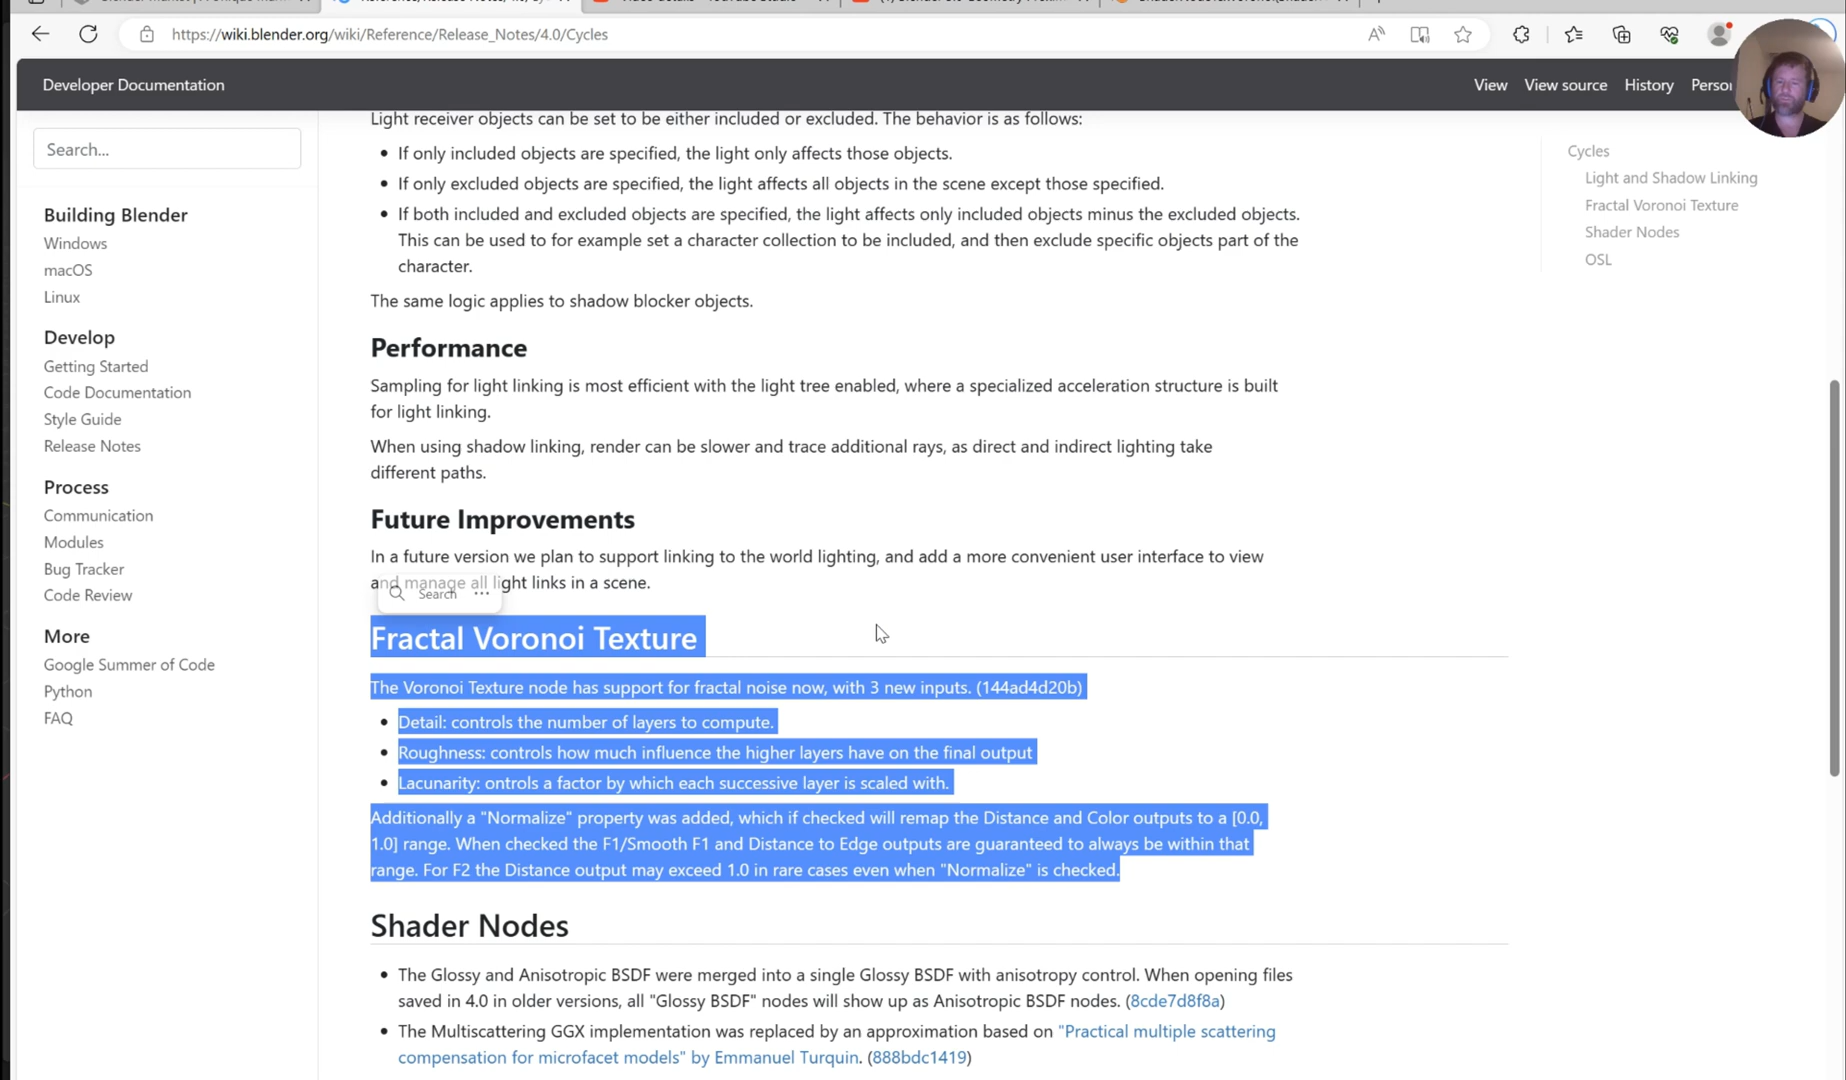 https://wiki.blender.org/wiki/Reference/Release_Notes/4.0/Cycles
Developer Documentation
View View source History Perso
Search...
Building Blender
Windows
macOS
Linux
Develop
Getting Started
Code Documentation
Style Guide
Release Notes
Process
Communication
Modules
Bug Tracker
Code Review
More
Google Summer of Code
Python
FAQ
Light receiver objects can be set to be either included or excluded. The behavior is as follows:
If only included objects are specified, the light only affects those objects.
If only excluded objects are specified, the light affects all objects in the scene except those specified.
If both included and excluded objects are specified, the light affects only included objects minus the excluded objects.
This can be used to for example set a character collection to be included, and then exclude specific objects part of the
character.
The same logic applies to shadow blocker objects.
Performance
Sampling for light linking is most efficient with the light tree enabled, where a specialized acceleration structure is built
for light linking.
When using shadow linking, render can be slower and trace additional rays, as direct and indirect lighting take
different paths.
Future Improvements
In a future version we plan to support linking to the world lighting, and add a more convenient user interface to view
and manage all light links in a scene.
Search ...
Fractal Voronoi Texture
The Voronoi Texture node has support for fractal noise now, with 3 new inputs. (144ad4d20b)
Detail: controls the number of layers to compute.
Roughness: controls how much influence the higher layers have on the final output
Lacunarity: ontrols a factor by which each successive layer is scaled with.
Additionally a "Normalize" property was added, which if checked will remap the Distance and Color outputs to a [0.0,
1.0] range. When checked the F1/Smooth F1 and Distance to Edge outputs are guaranteed to always be within that
range. For F2 the Distance output may exceed 1.0 in rare cases even when "Normalize" is checked.
Shader Nodes
The Glossy and Anisotropic BSDF were merged into a single Glossy BSDF with anisotropy control. When opening files
saved in 4.0 in older versions, all "Glossy BSDF" nodes will show up as Anisotropic BSDF nodes. (8cde7d8f8a)
The Multiscattering GGX implementation was replaced by an approximation based on "Practical multiple scattering
compensation for microfacet models" by Emmanuel Turquin. (888bdc1419)
Cycles
Light and Shadow Linking
Fractal Voronoi Texture
Shader Nodes
OSL